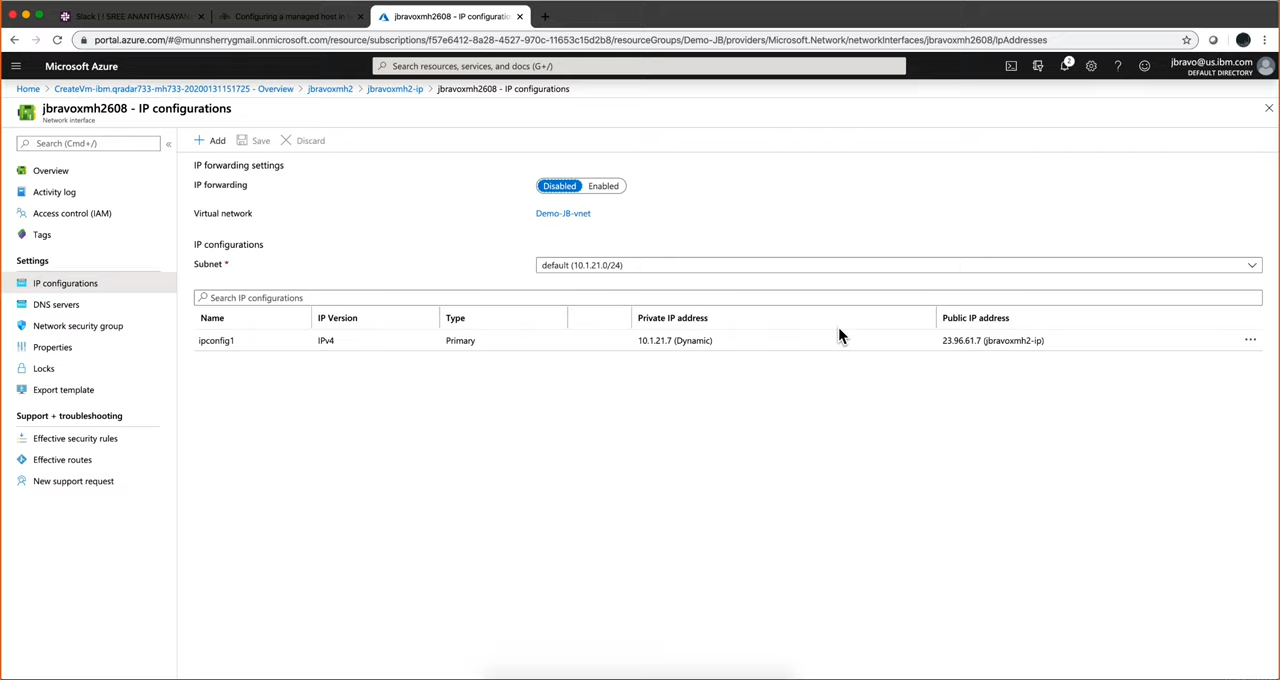 Slack | ! SREE ANANTHASAYAN
Configuring a managed host in
jbravoxmh2608 - IP configuratio
portal.azure.com/#@munnsherrygmail.onmicrosoft.com/resource/subscriptions/f57e6412-8a28-4527-970c-11653c15d2b8/resourceGroups/Demo-JB/providers/Microsoft.Network/networkInterfaces/jbravoxmh2608/IpAddresses
Microsoft Azure
Search resources, services, and docs (G+/)
2
jbravo@us.ibm.com
DEFAULT DIRECTORY
Home > CreateVm-ibm.qradar733-mh733-20200131151725 - Overview > jbravoxmh2 > jbravoxmh2-ip > jbravoxmh2608 - IP configurations
jbravoxmh2608 - IP configurations
Network interface
Search (Cmd+/)
«
Overview
Activity log
Access control (IAM)
Tags
Settings
IP configurations
DNS servers
Network security group
Properties
Locks
Export template
Support + troubleshooting
Effective security rules
Effective routes
New support request
Add Save Discard
IP forwarding settings
IP forwarding Disabled Enabled
Virtual network Demo-JB-vnet
IP configurations
Subnet * default (10.1.21.0/24)
Search IP configurations
Name IP Version Type Private IP address Public IP address
ipconfig1 IPv4 Primary 10.1.21.7 (Dynamic) 23.96.61.7 (jbravoxmh2-ip) ...